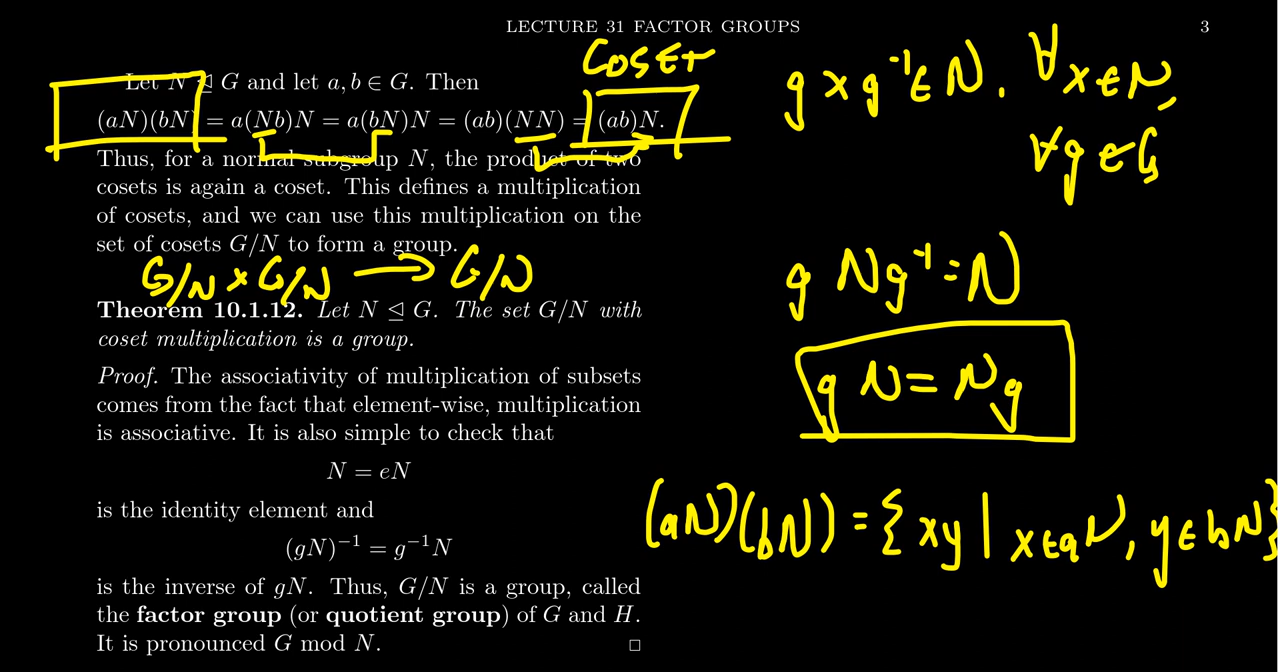 LECTURE 31 FACTOR GROUPS 3
COSET
Let N ⊴ G and let a, b ∈ G. Then
(aN)(bN) = a(Nb)N = a(bN)N = (ab)(NN) = (ab)N.
Thus, for a normal subgroup N, the product of two
cosets is again a coset. This defines a multiplication
of cosets, and we can use this multiplication on the
set of cosets G/N to form a group.
G/N × G/N → G/N
Theorem 10.1.12. Let N ⊴ G. The set G/N with
coset multiplication is a group.
Proof. The associativity of multiplication of subsets
comes from the fact that element-wise, multiplication
is associative. It is also simple to check that
N = eN
is the identity element and
(gN)⁻¹ = g⁻¹N
is the inverse of gN. Thus, G/N is a group, called
the factor group (or quotient group) of G and H.
It is pronounced G mod N. □
g x g⁻¹ ∈ N. ∀ x ∈ N,
∀ g ∈ G
g N g⁻¹ = N
g N = N g
(aN)(bN) = { xy | x ∈ aN, y ∈ bN}